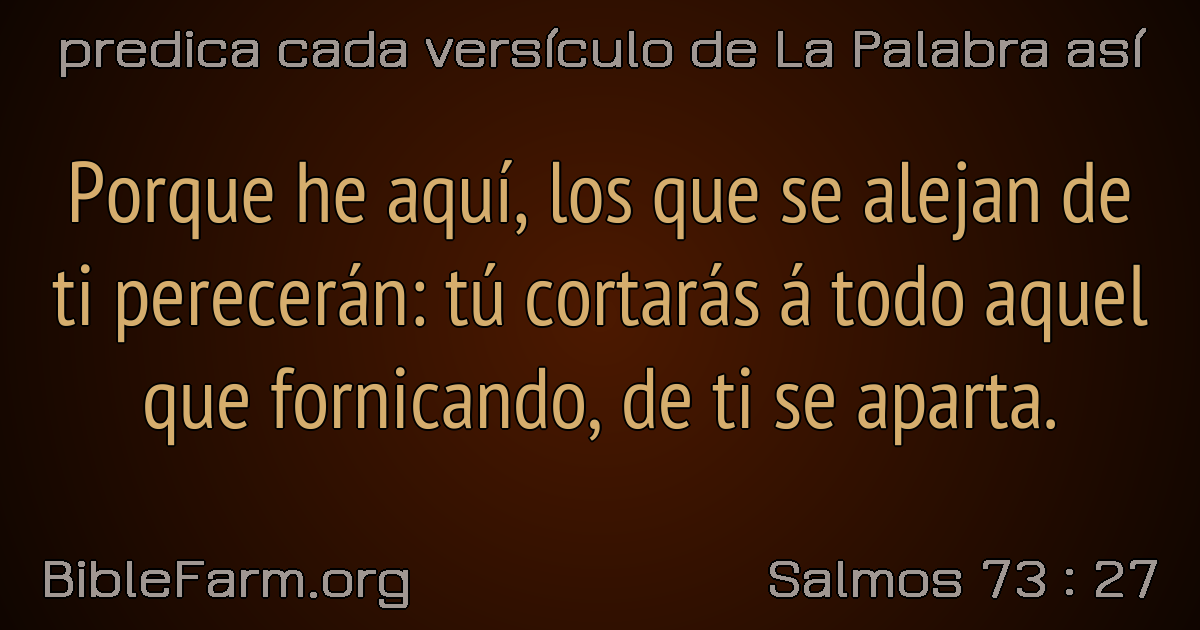 predica cada versículo de La Palabra así
Porque he aquí, los que se alejan de
ti perecerán: tú cortarás á todo aquel
que fornicando, de ti se aparta.
BibleFarm.org
Salmos 73 : 27